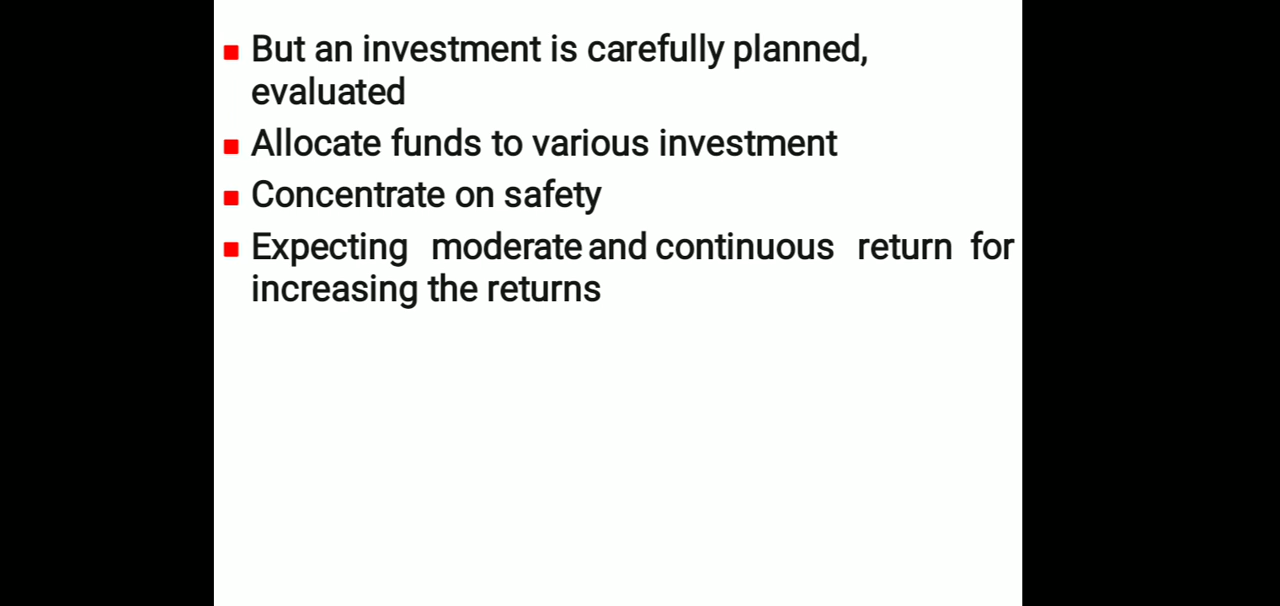 ▪ But an investment is carefully planned,
evaluated
▪ Allocate funds to various investment
▪ Concentrate on safety
▪ Expecting moderate and continuous return for
increasing the returns